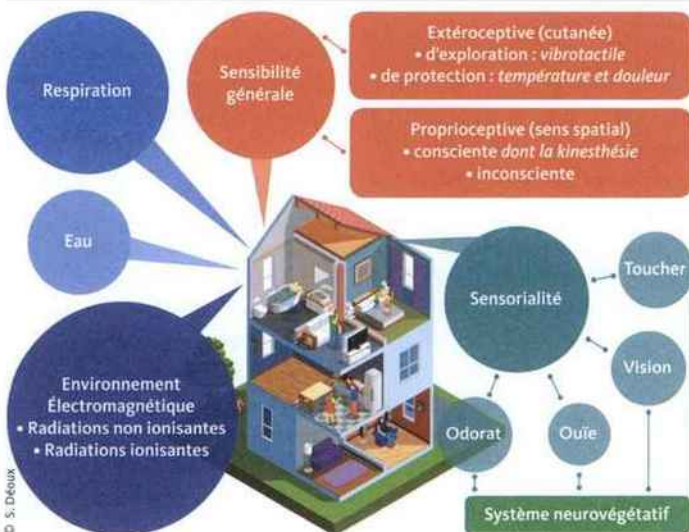 Respiration
Sensibilité
générale
Extéroceptive (cutanée)
• d'exploration : vibrotactile
• de protection : température et douleur
Proprioceptive (sens spatial)
• consciente dont la kinesthésie
• inconsciente
Eau
Environnement
Électromagnétique
• Radiations non ionisantes
• Radiations ionisantes
Sensorialité
Toucher
Vision
Odorat
Ouïe
Système neurovégétatif
© S. Déoux